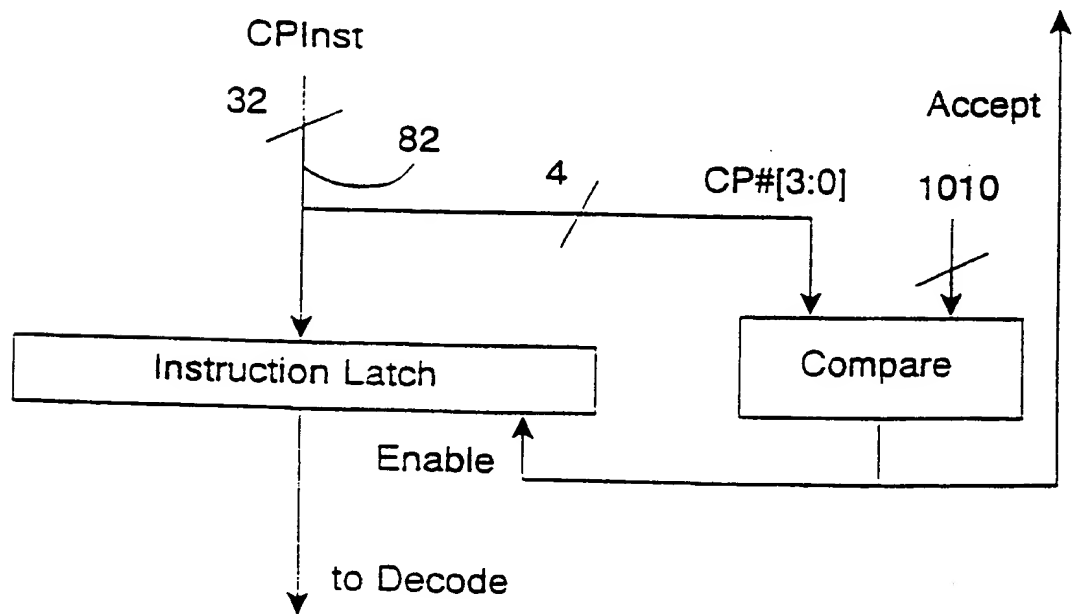 CPInst
32
82
4
CP#[3:0]
Accept
1010
Instruction Latch
Compare
Enable
to Decode